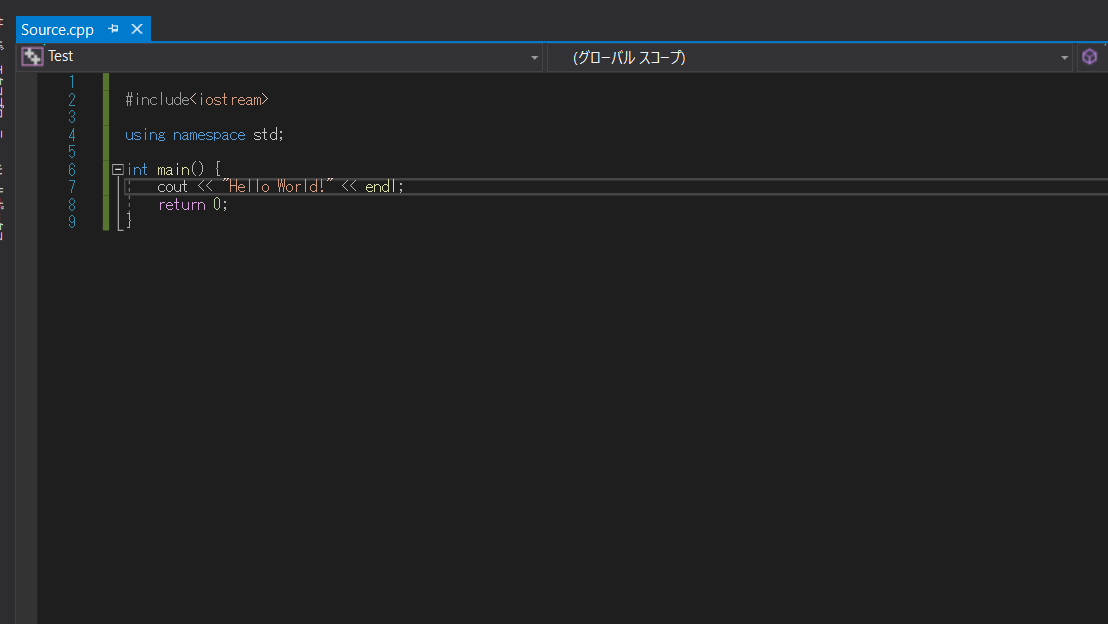 Source.cpp
Test
(グローバル スコープ)
1
2 #include<iostream>
3
4 using namespace std;
5
6 int main() {
7 cout << "Hello World!" << endl;
8 return 0;
9 }